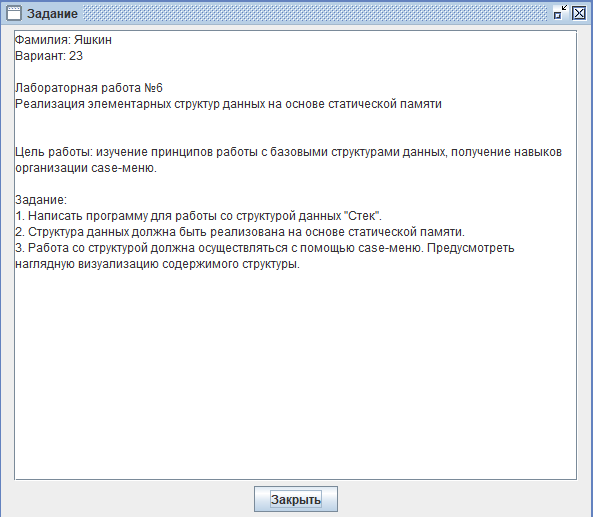 Задание
Фамилия: Яшкин
Вариант: 23
Лабораторная работа №6
Реализация элементарных структур данных на основе статической памяти
Цель работы: изучение принципов работы с базовыми структурами данных, получение навыков
организации case-меню.
Задание:
1. Написать программу для работы со структурой данных "Стек".
2. Структура данных должна быть реализована на основе статической памяти.
3. Работа со структурой должна осуществляться с помощью case-меню. Предусмотреть
наглядную визуализацию содержимого структуры.
Закрыть